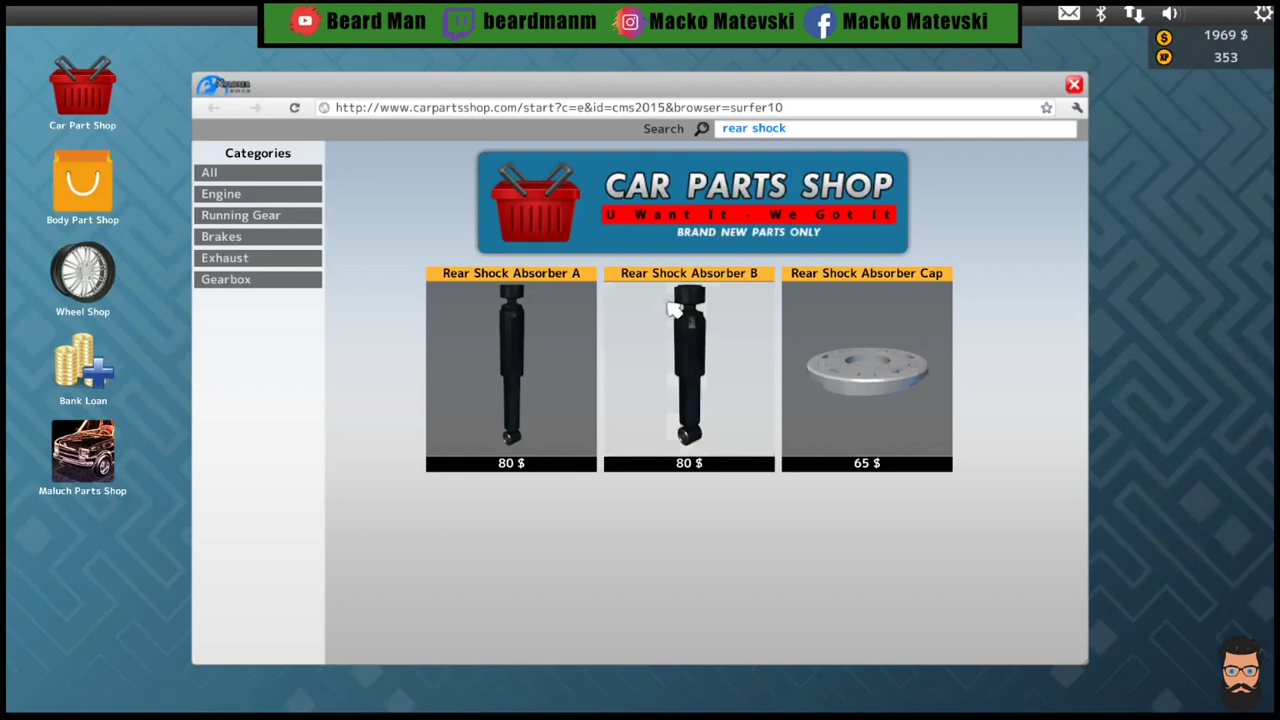 Beard Man beardmanm Macko Matevski Macko Matevski
1969 $
XP 353
http://www.carpartsshop.com/start?c=e&id=cms2015&browser=surfer10
Search rear shock
Categories
All
Engine
Running Gear
Brakes
Exhaust
Gearbox
Car Part Shop
Body Part Shop
Wheel Shop
Bank Loan
Maluch Parts Shop
CAR PARTS SHOP
U Want It - We Got It
BRAND NEW PARTS ONLY
Rear Shock Absorber A Rear Shock Absorber B Rear Shock Absorber Cap
80 $ 80 $ 65 $